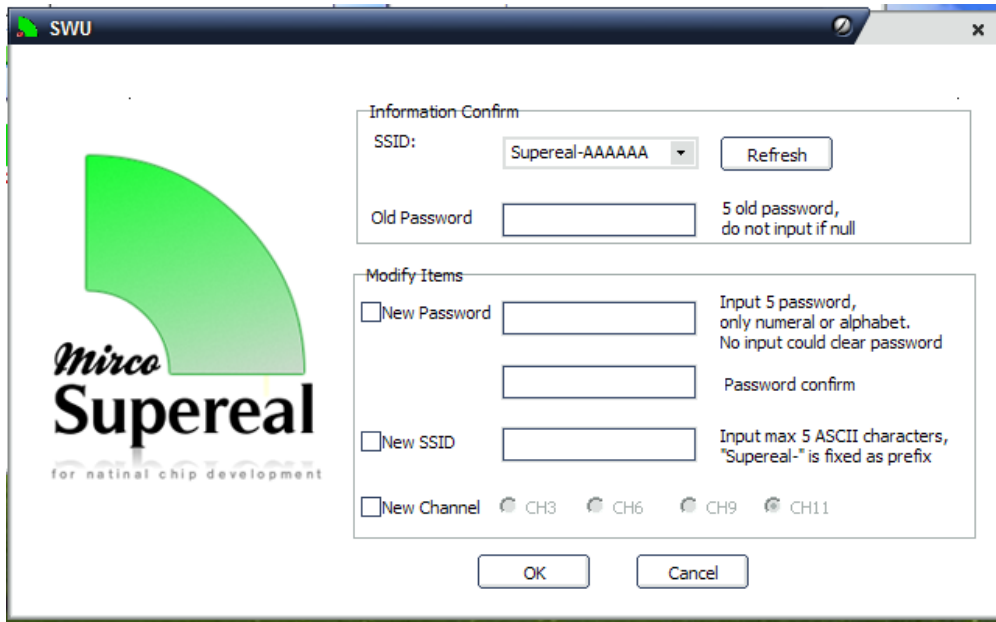 SWU
Information Confirm
SSID:
Supereal-AAAAAA
Refresh
Old Password
5 old password,
do not input if null
Modify Items
New Password
Input 5 password,
only numeral or alphabet.
No input could clear password
Password confirm
New SSID
Input max 5 ASCII characters,
"Supereal-" is fixed as prefix
New Channel CH3 CH6 CH9 CH11
OK Cancel
Mirco
Supereal
for natinal chip development